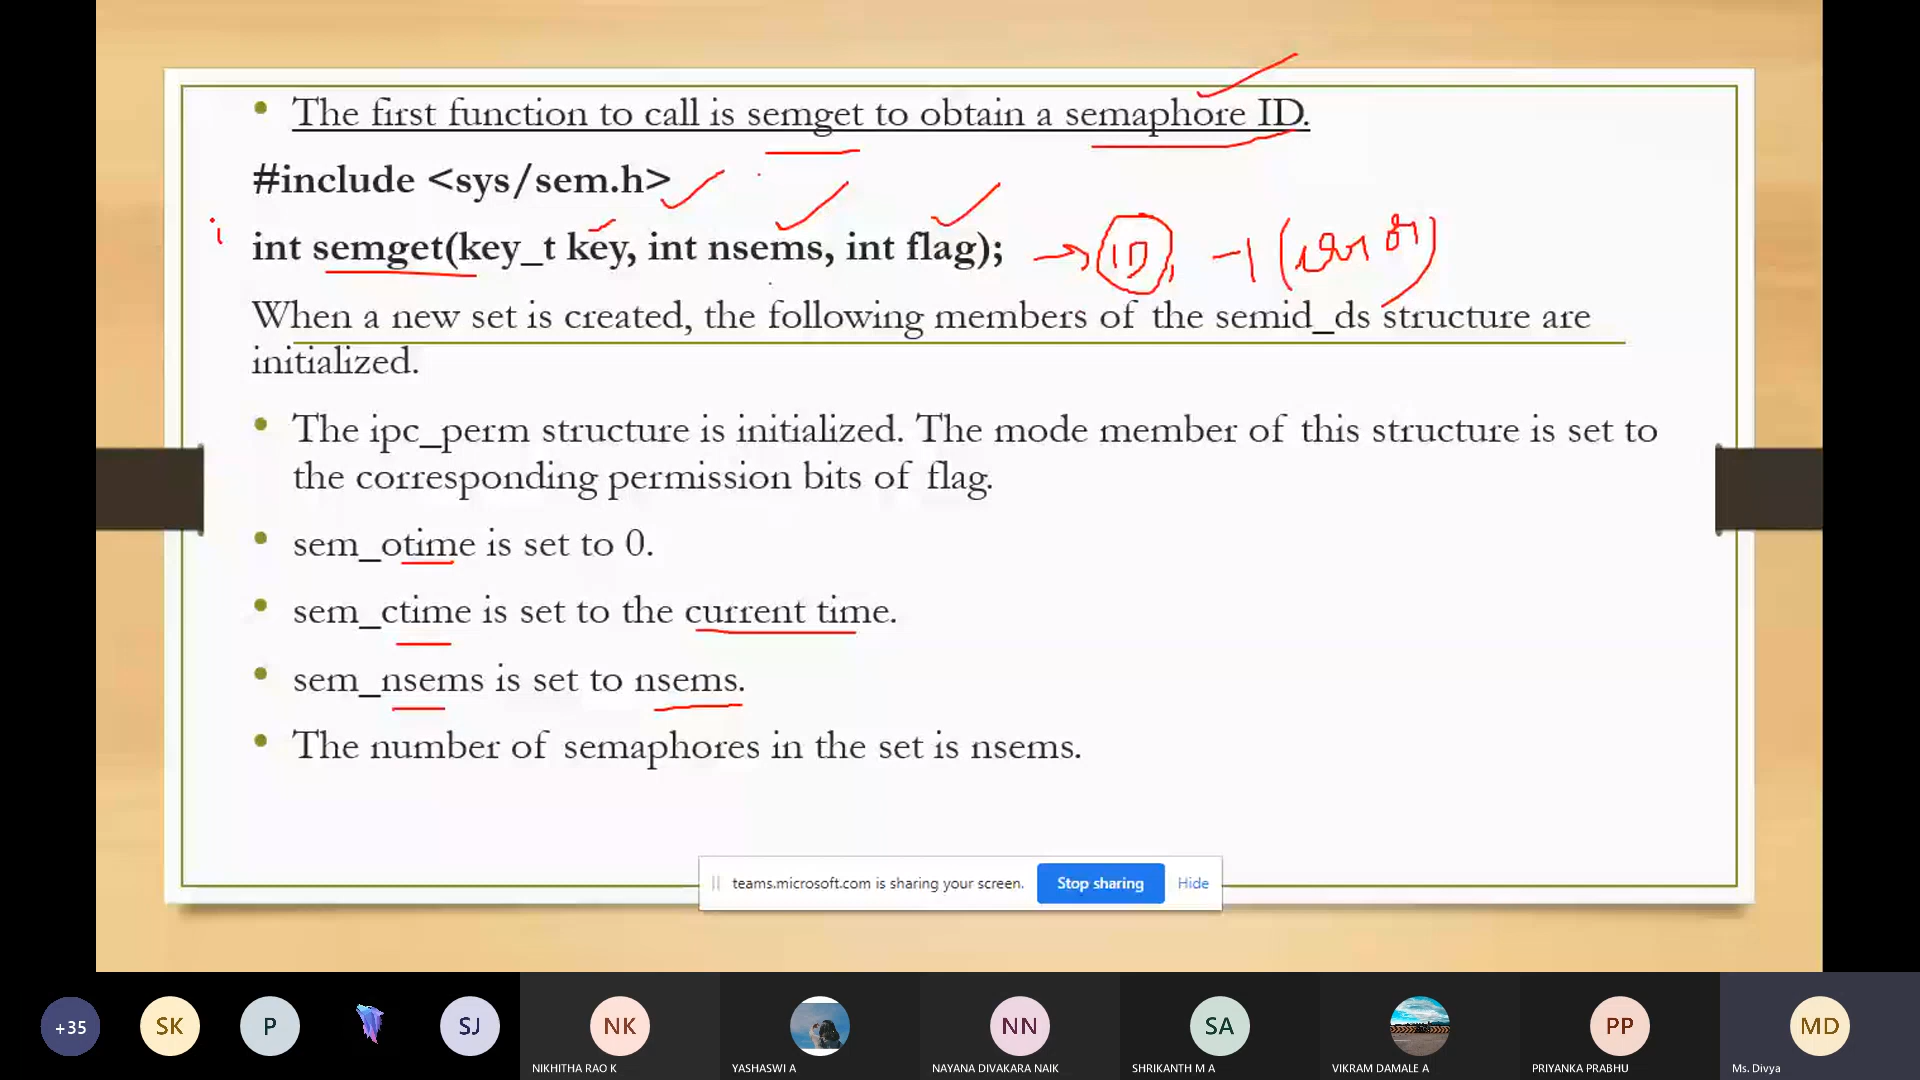 • The first function to call is semget to obtain a semaphore ID.
#include <sys/sem.h>
int semget(key_t key, int nsems, int flag); → ID, -1 (error)
i
When a new set is created, the following members of the semid_ds structure are
initialized.
• The ipc_perm structure is initialized. The mode member of this structure is set to
the corresponding permission bits of flag.
• sem_otime is set to 0.
• sem_ctime is set to the current time.
• sem_nsems is set to nsems.
• The number of semaphores in the set is nsems.
teams.microsoft.com is sharing your screen. Stop sharing Hide
+35 SK P SJ NK NN SA PP MD
NIKHITHA RAO K YASHASWI A NAYANA DIVAKARA NAIK SHRIKANTH M A VIKRAM DAMALE A PRIYANKA PRABHU Ms. Divya